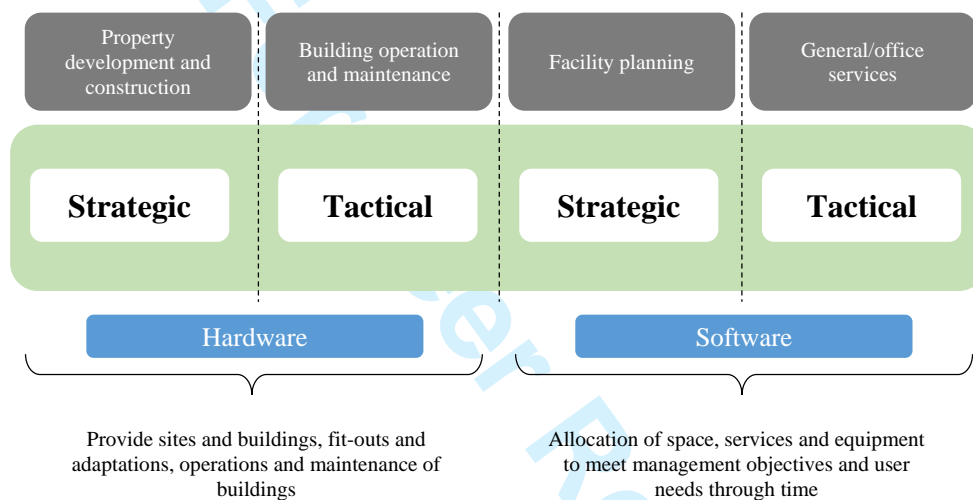 Property
development and
construction
Building operation
and maintenance
Facility planning
General/office
services
Strategic
Tactical
Strategic
Tactical
Hardware
Software
Provide sites and buildings, fit-outs and
adaptations, operations and maintenance of
buildings
Allocation of space, services and equipment
to meet management objectives and user
needs through time